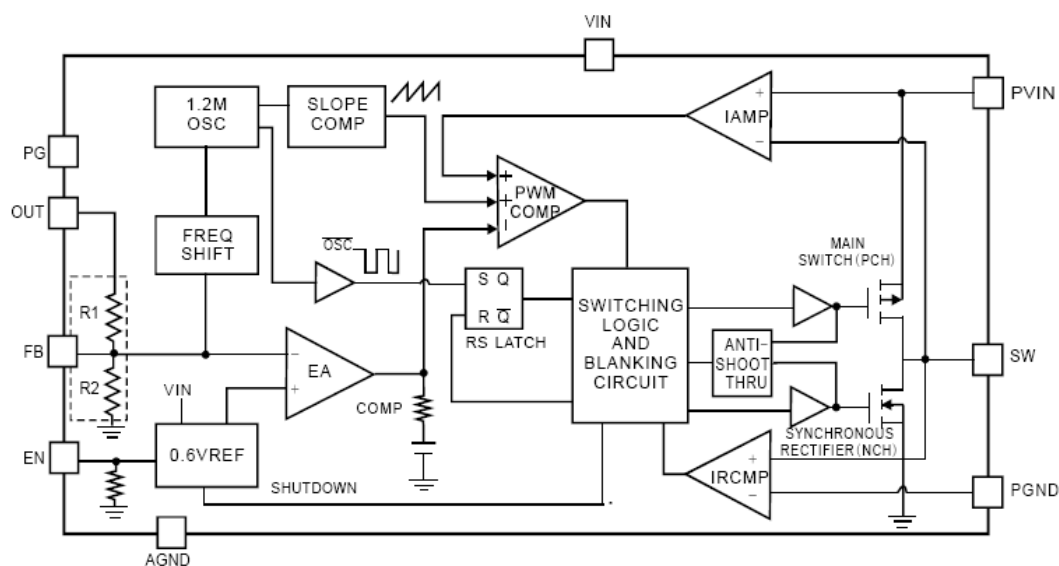 VIN
1.2M
OSC
SLOPE
COMP
IAMP
+
−
PVIN
PG
OUT
FREQ
SHIFT
+
+
−
PWM
COMP
OSC
MAIN
SWITCH (PCH)
R1
S Q
R Q
RS LATCH
SWITCHING
LOGIC
AND
BLANKING
CIRCUIT
ANTI-
SHOOT
THRU
FB
SW
−
+
EA
R2
VIN
COMP
SYNCHRONOUS
RECTIFIER (NCH)
EN
0.6VREF
SHUTDOWN
IRCMP
+
−
PGND
AGND